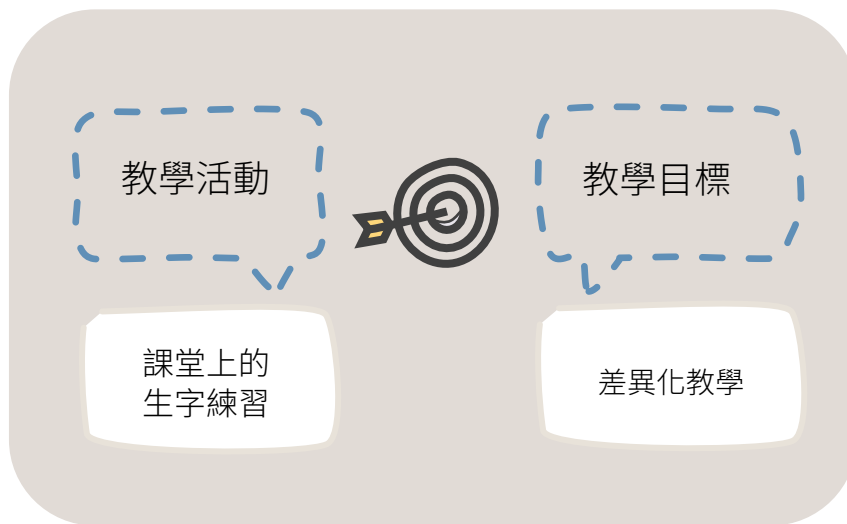 教學活動
教學目標
課堂上的
生字練習
差異化教學